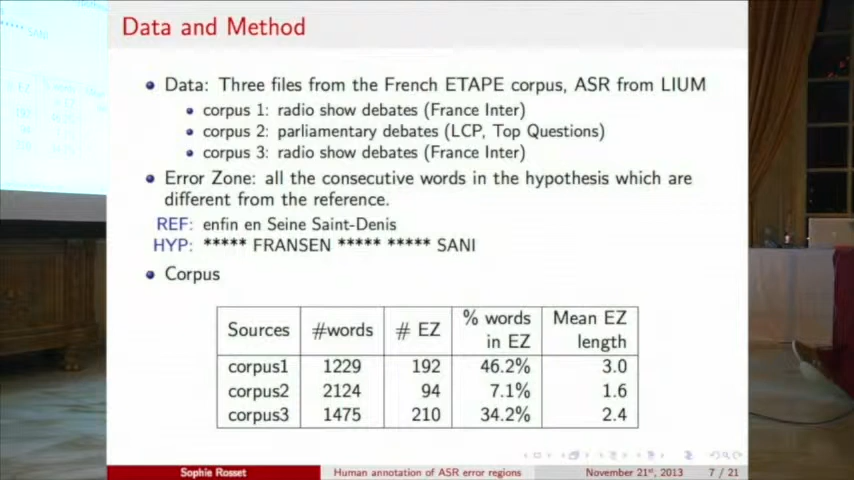 Data and Method
Data: Three files from the French ETAPE corpus, ASR from LIUM
corpus 1: radio show debates (France Inter)
corpus 2: parliamentary debates (LCP, Top Questions)
corpus 3: radio show debates (France Inter)
Error Zone: all the consecutive words in the hypothesis which are
different from the reference.
REF: enfin en Seine Saint-Denis
HYP: ***** FRANSEN ***** ***** SANI
Corpus
Sources #words # EZ % words in EZ Mean EZ length
corpus1 1229 192 46.2% 3.0
corpus2 2124 94 7.1% 1.6
corpus3 1475 210 34.2% 2.4
Sophie Rosset Human annotation of ASR error regions November 21st, 2013 7 / 21
***** SANI